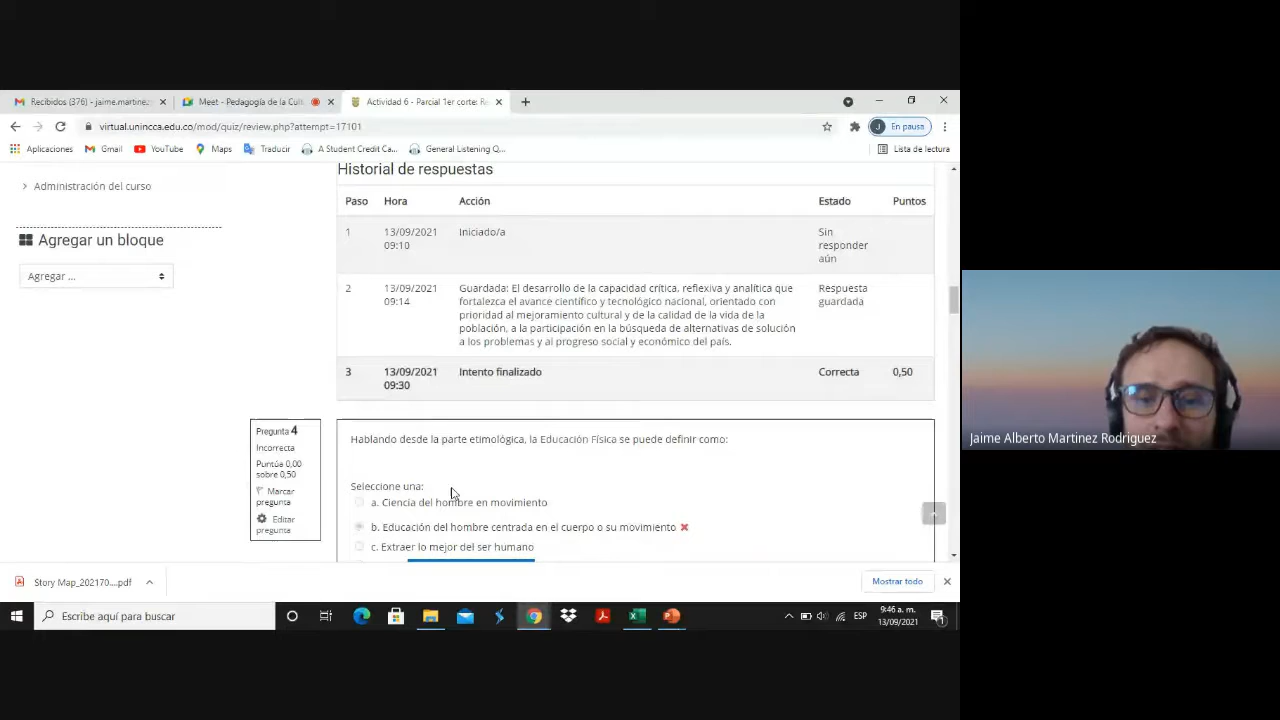 Recibidos (376) - jaime.martinez
Meet - Pedagogía de la Cult
Actividad 6 - Parcial 1er corte: Re
virtual.unincca.edu.co/mod/quiz/review.php?attempt=17101
J En pausa
Aplicaciones
Gmail
YouTube
Maps
Traducir
A Student Credit Ca...
General Listening Q...
Lista de lectura
Administración del curso
Agregar un bloque
Agregar ...
Historial de respuestas
Paso Hora Acción Estado Puntos
1 13/09/2021 09:10 Iniciado/a Sin responder aún
2 13/09/2021 09:14 Guardada: El desarrollo de la capacidad crítica, reflexiva y analítica que Respuesta guardada
fortalezca el avance científico y tecnológico nacional, orientado con
prioridad al mejoramiento cultural y de la calidad de la vida de la
población, a la participación en la búsqueda de alternativas de solución
a los problemas y al progreso social y económico del país.
3 13/09/2021 09:30 Intento finalizado Correcta 0,50
Pregunta 4
Incorrecta
Puntúa 0,00
sobre 0,50
Marcar
pregunta
Editar
pregunta
Hablando desde la parte etimológica, la Educación Física se puede definir como:
Seleccione una:
a. Ciencia del hombre en movimiento
b. Educación del hombre centrada en el cuerpo o su movimiento
c. Extraer lo mejor del ser humano
Jaime Alberto Martinez Rodriguez
Story Map_202170....pdf
Mostrar todo
Escribe aquí para buscar
ESP
9:46 a. m.
13/09/2021
1